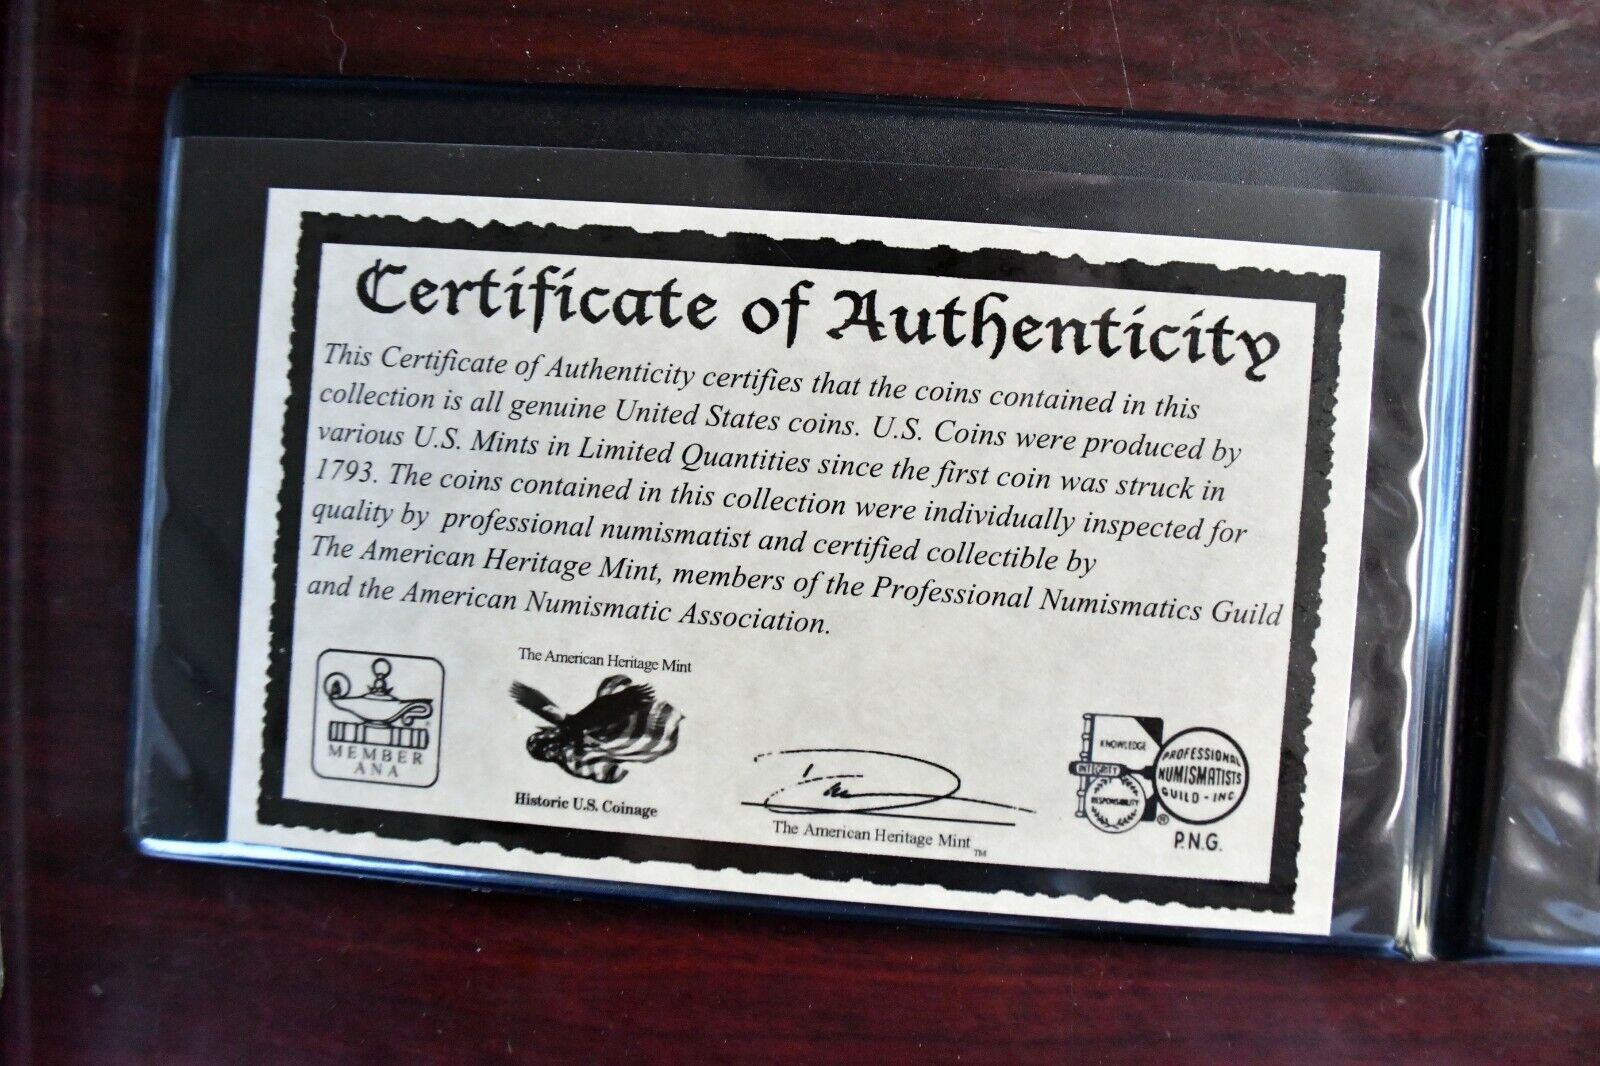 Certificate of Authenticity
This Certificate of Authenticity certifies that the coins contained in this
collection is all genuine United States coins. U.S. Coins were produced by
various U.S. Mints in Limited Quantities since the first coin was struck in
1793. The coins contained in this collection were individually inspected for
quality by professional numismatist and certified collectible by
The American Heritage Mint, members of the Professional Numismatics Guild
and the American Numismatic Association.
MEMBER
ANA
The American Heritage Mint
Historic U.S. Coinage
The American Heritage Mint ™
KNOWLEDGE
INTEGRITY
RESPONSIBILITY
®
PROFESSIONAL
NUMISMATISTS
GUILD - INC
P.N.G.